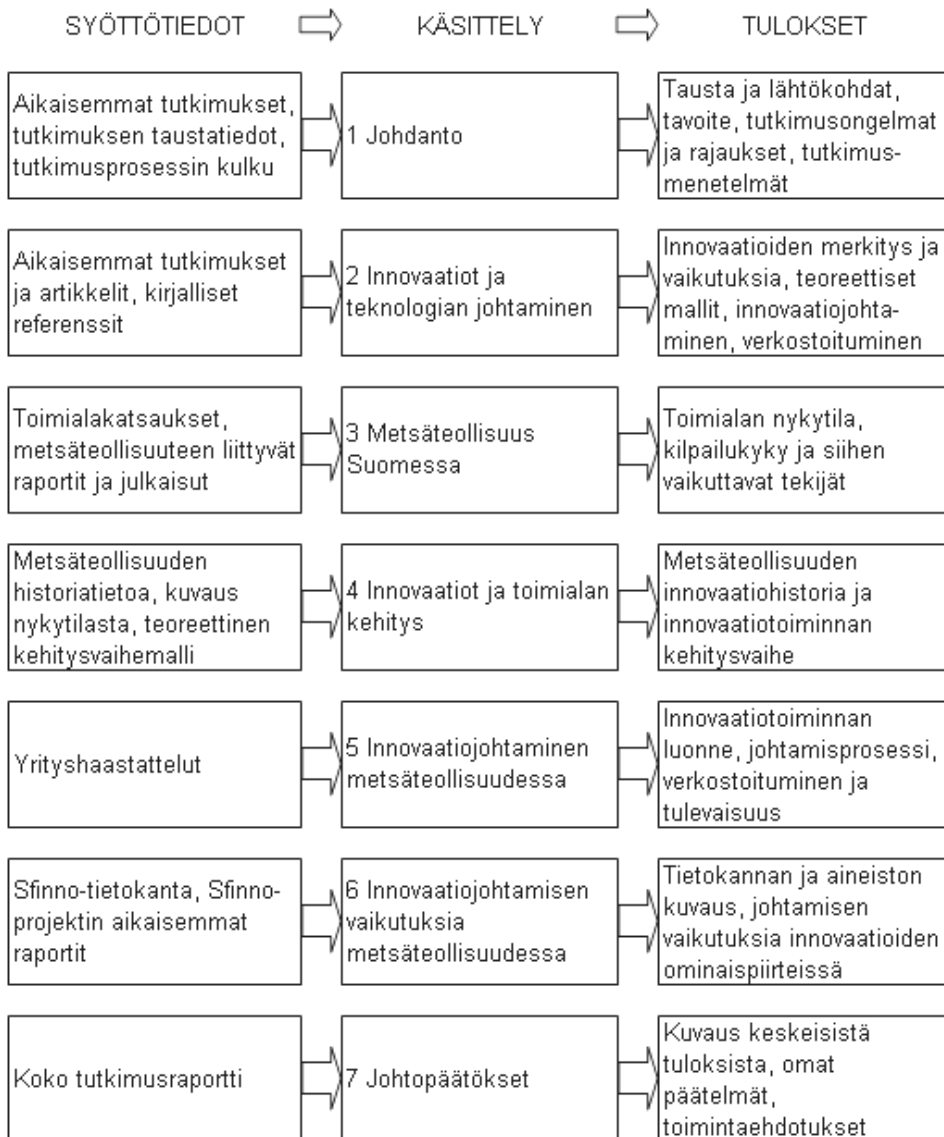 SYÖTTÖTIEDOT
KÄSITTELY
TULOKSET
Aikaisemmat tutkimukset,
tutkimuksen taustatiedot,
tutkimusprosessin kulku
1 Johdanto
Tausta ja lähtökohdat,
tavoite, tutkimusongelmat
ja rajaukset, tutkimus-
menetelmät
Aikaisemmat tutkimukset
ja artikkelit, kirjalliset
referenssit
2 Innovaatiot ja
teknologian johtaminen
Innovaatioiden merkitys ja
vaikutuksia, teoreettiset
mallit, innovaatiojohta-
minen, verkostoituminen
Toimialakatsaukset,
metsäteollisuuteen liittyvät
raportit ja julkaisut
3 Metsäteollisuus
Suomessa
Toimialan nykytila,
kilpailukyky ja siihen
vaikuttavat tekijät
Metsäteollisuuden
historiatietoa, kuvaus
nykytilasta, teoreettinen
kehitysvaihemalli
4 Innovaatiot ja toimialan
kehitys
Metsäteollisuuden
innovaatiohistoria ja
innovaatiotoiminnan
kehitysvaihe
Yrityshaastattelut
5 Innovaatiojohtaminen
metsäteollisuudessa
Innovaatiotoiminnan
luonne, johtamisprosessi,
verkostoituminen ja
tulevaisuus
Sfinno-tietokanta, Sfinno-
projektin aikaisemmat
raportit
6 Innovaatiojohtamisen
vaikutuksia
metsäteollisuudessa
Tietokannan ja aineiston
kuvaus, johtamisen
vaikutuksia innovaatioiden
ominaispiirteissä
Koko tutkimusraportti
7 Johtopäätökset
Kuvaus keskeisistä
tuloksista, omat
päätelmät,
toimintaehdotukset